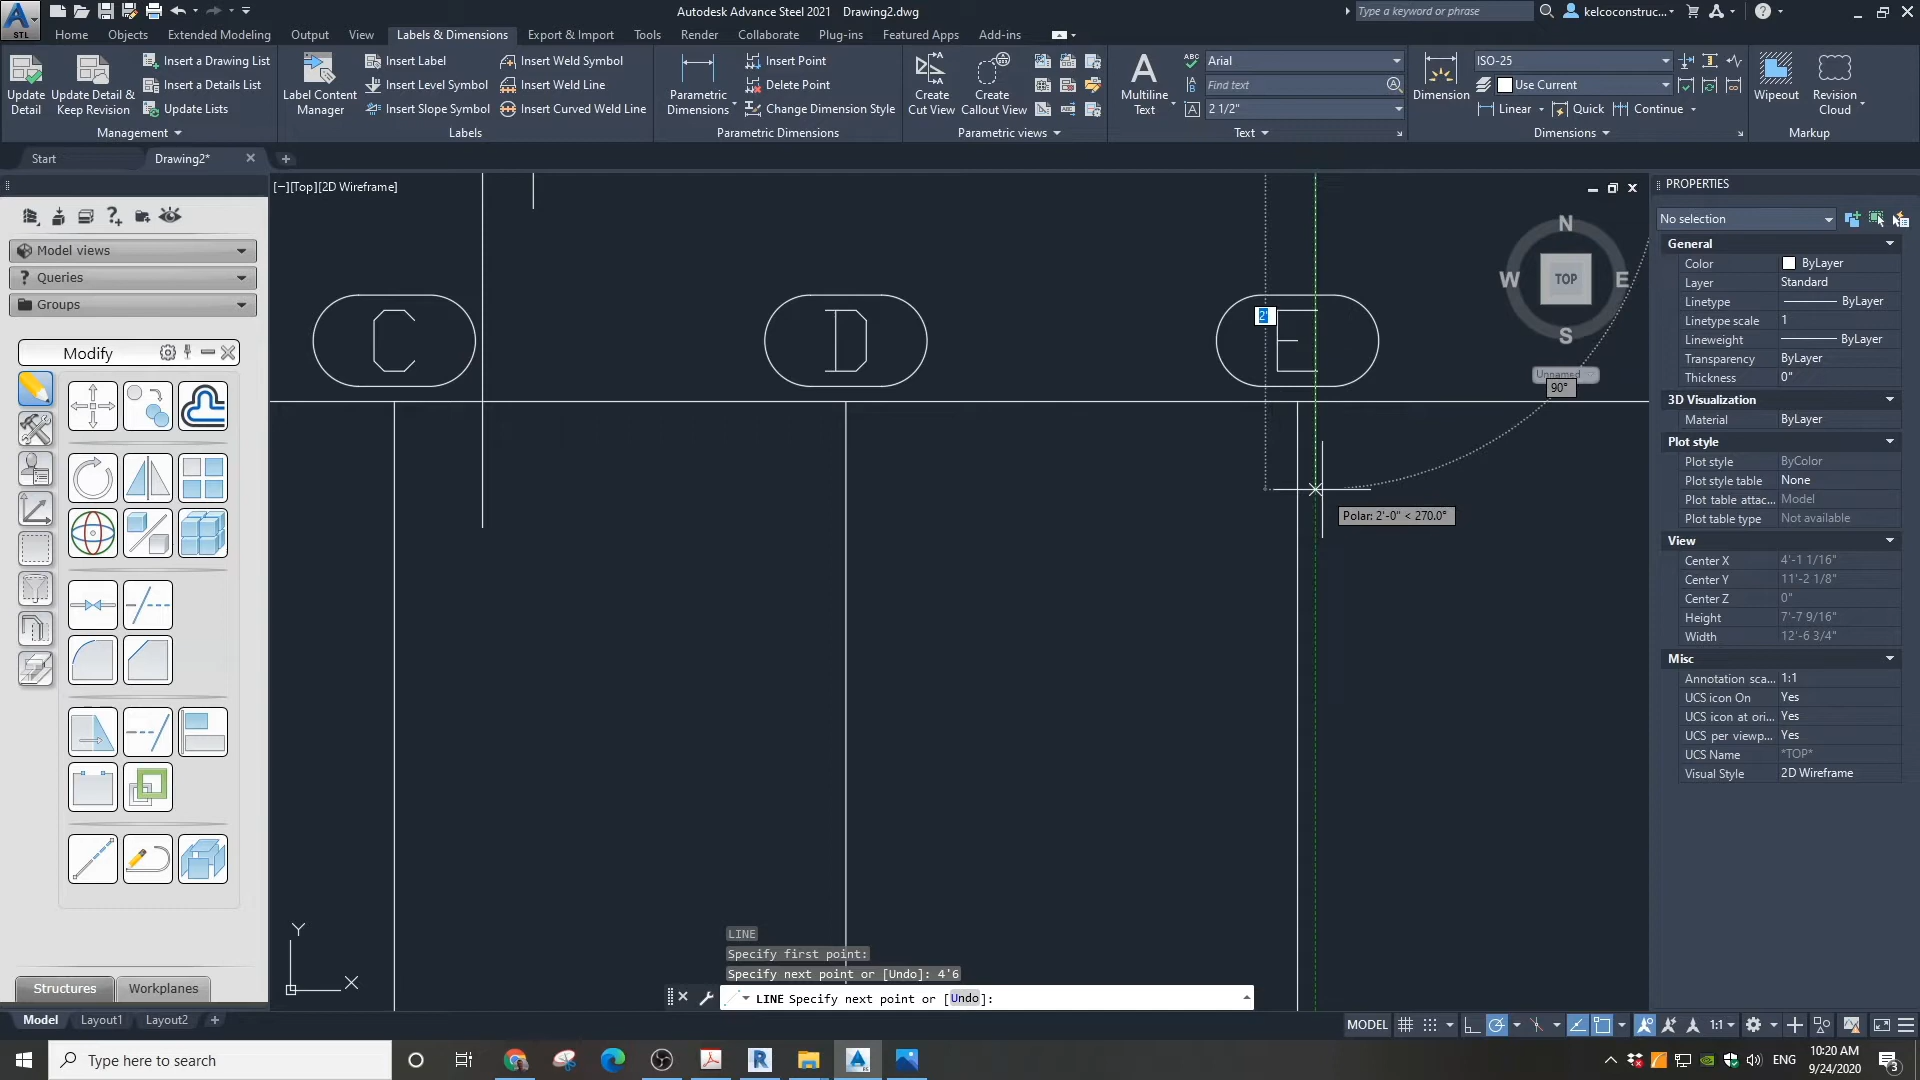 Autodesk Advance Steel 2021 Drawing2.dwg
Type a keyword or phrase
kelcoconstruc...
STL
Home Objects Extended Modeling Output View Labels & Dimensions Export & Import Tools Render Collaborate Plug-ins Featured Apps Add-ins
Update Detail
Update Detail & Keep Revision
Insert a Drawing List
Insert a Details List
Update Lists
Management
Label Content Manager
Insert Label
Insert Level Symbol
Insert Slope Symbol
Insert Weld Symbol
Insert Weld Line
Insert Curved Weld Line
Labels
Parametric Dimensions
Insert Point
Delete Point
Change Dimension Style
Parametric Dimensions
Create Cut View
Create Callout View
Parametric views
Multiline Text
ABC
Arial
Find text
2 1/2"
Text
Dimension
ISO-25
Use Current
Linear Quick Continue
Dimensions
Wipeout
Revision Cloud
Markup
Start Drawing2*
[−][Top][2D Wireframe]
Model views
Queries
Groups
Modify
Structures Workplanes
C D E
2'
90°
Polar: 2'-0" < 270.0°
N
W TOP E
S
Unnamed
Y
X
LINE
Specify first point:
Specify next point or [Undo]: 4'6
LINE Specify next point or [Undo]:
PROPERTIES
No selection
General
Color ByLayer
Layer Standard
Linetype ByLayer
Linetype scale 1
Lineweight ByLayer
Transparency ByLayer
Thickness 0"
3D Visualization
Material ByLayer
Plot style
Plot style ByColor
Plot style table None
Plot table attac... Model
Plot table type Not available
View
Center X 4'-1 1/16"
Center Y 11'-2 1/8"
Center Z 0"
Height 7'-7 9/16"
Width 12'-6 3/4"
Misc
Annotation sca... 1:1
UCS icon On Yes
UCS icon at ori... Yes
UCS per viewp... Yes
UCS Name *TOP*
Visual Style 2D Wireframe
Model Layout1 Layout2
MODEL 1:1
Type here to search
ENG
10:20 AM
9/24/2020
3